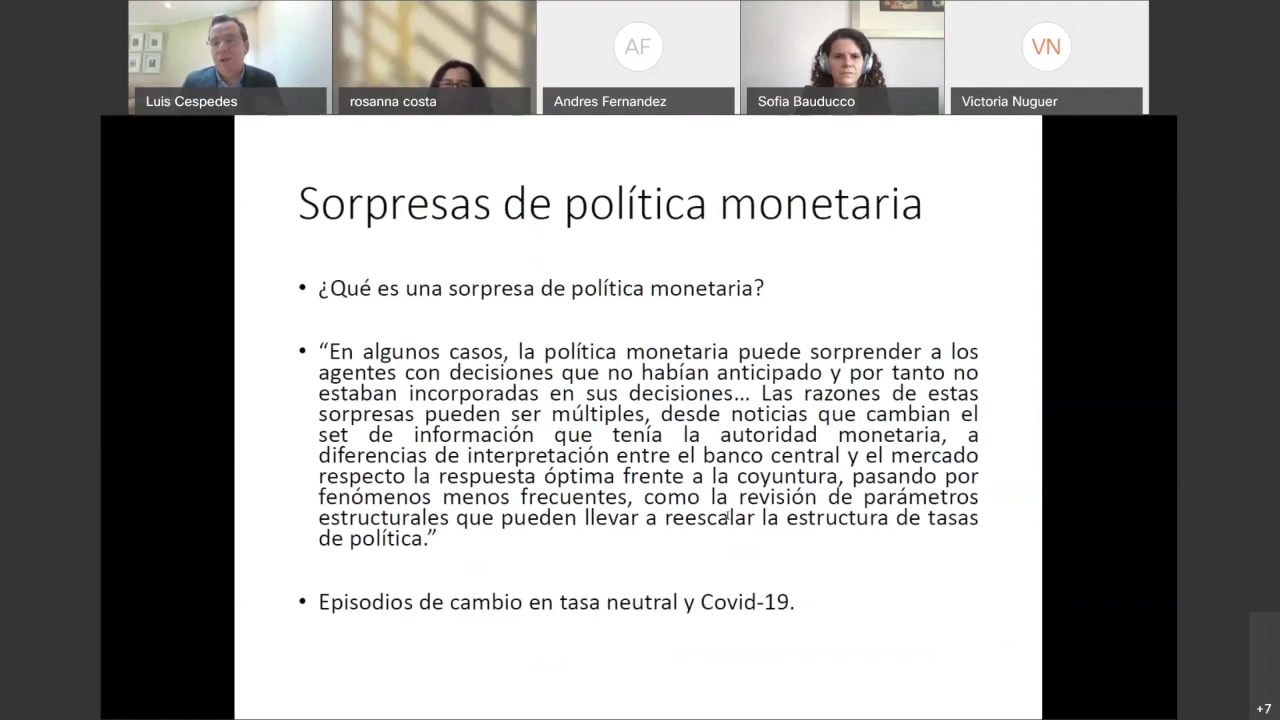 AF
VN
Luis Cespedes
rosanna costa
Andres Fernandez
Sofia Bauducco
Victoria Nuguer
Sorpresas de política monetaria
• ¿Qué es una sorpresa de política monetaria?
• “En algunos casos, la política monetaria puede sorprender a los
agentes con decisiones que no habían anticipado y por tanto no
estaban incorporadas en sus decisiones… Las razones de estas
sorpresas pueden ser múltiples, desde noticias que cambian el
set de información que tenía la autoridad monetaria, a
diferencias de interpretación entre el banco central y el mercado
respecto la respuesta óptima frente a la coyuntura, pasando por
fenómenos menos frecuentes, como la revisión de parámetros
estructurales que pueden llevar a reescalar la estructura de tasas
de política.”
• Episodios de cambio en tasa neutral y Covid-19.
+7